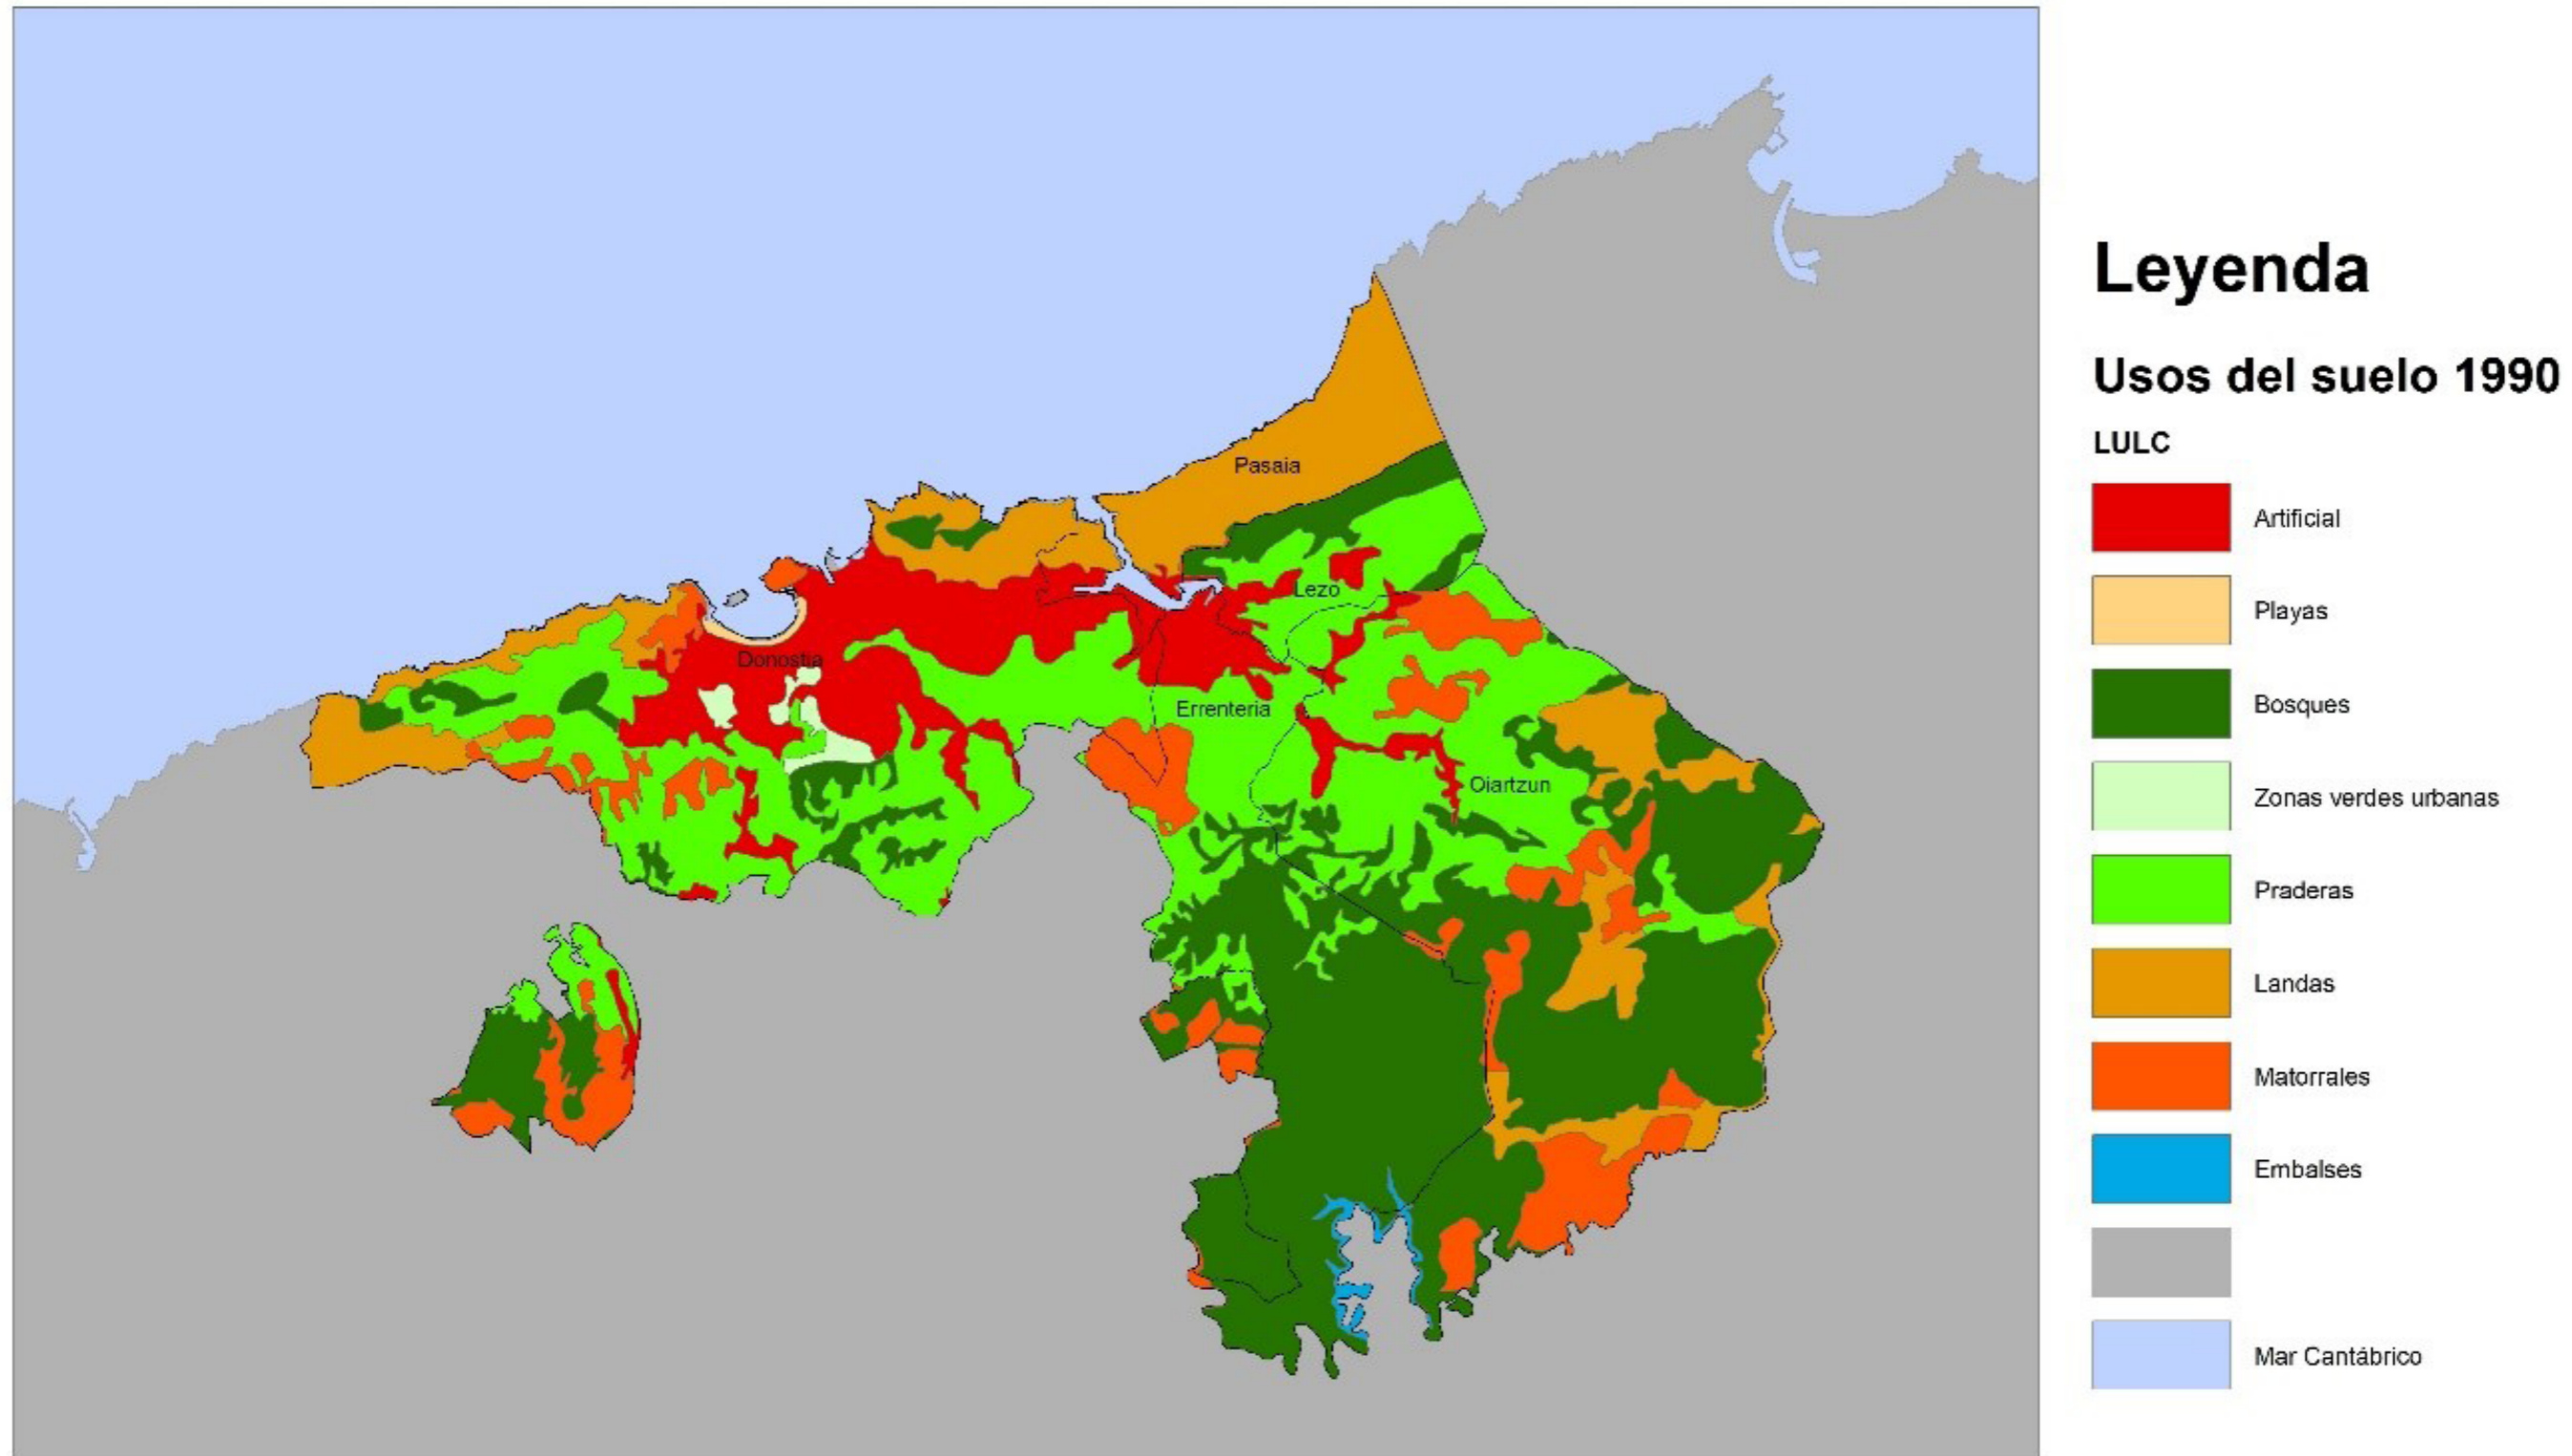 Pasaia
Lezo
Donostia
Errenteria
Oiartzun
Leyenda
Usos del suelo 1990
LULC
Artificial
Playas
Bosques
Zonas verdes urbanas
Praderas
Landas
Matorrales
Embalses
Mar Cantábrico